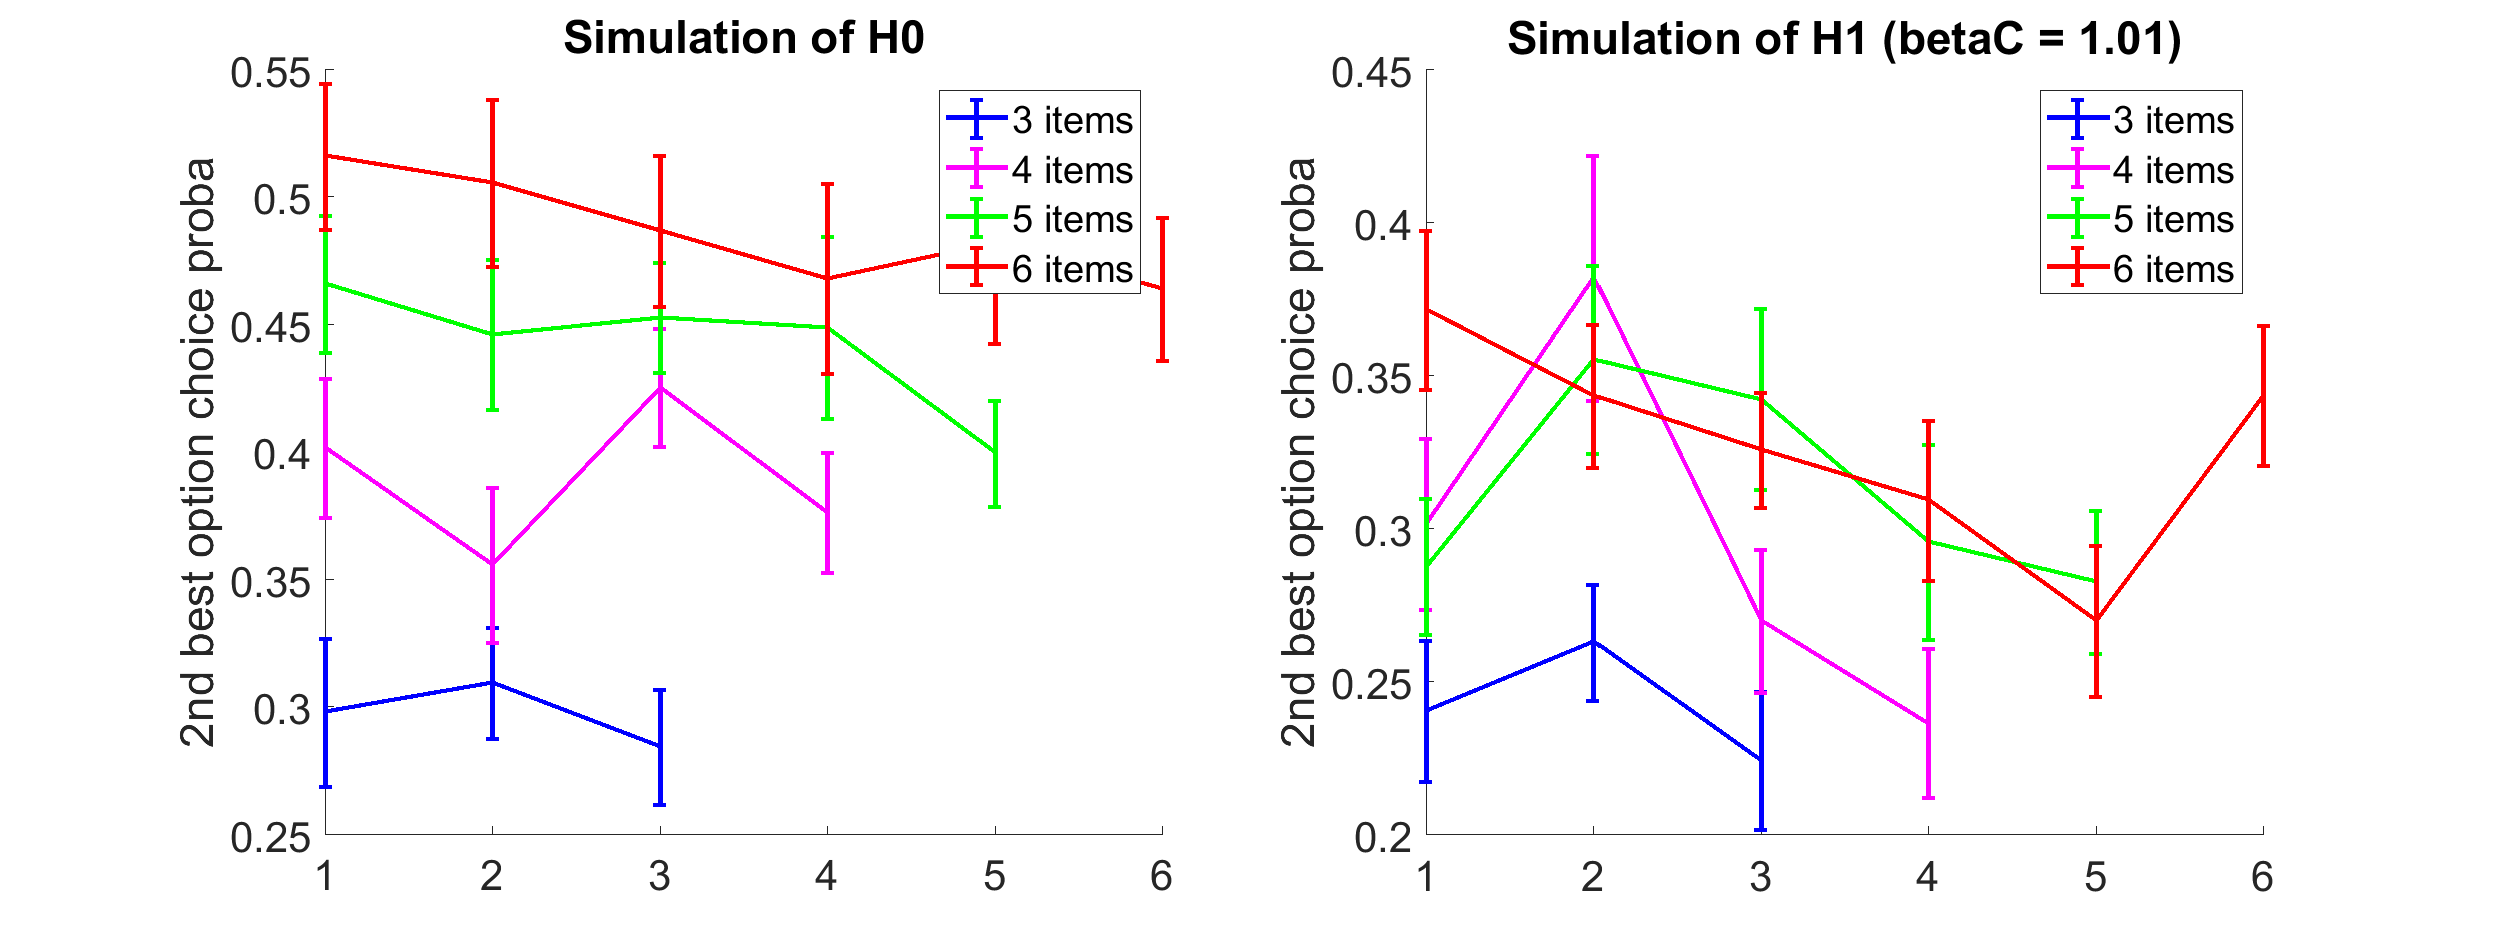 Simulation of H0
0.55
0.5
0.45
0.4
0.35
0.3
0.25
2nd best option choice proba
3 items
4 items
5 items
6 items
1 2 3 4 5 6
Simulation of H1 (betaC = 1.01)
0.45
0.4
0.35
0.3
0.25
0.2
2nd best option choice proba
3 items
4 items
5 items
6 items
1 2 3 4 5 6